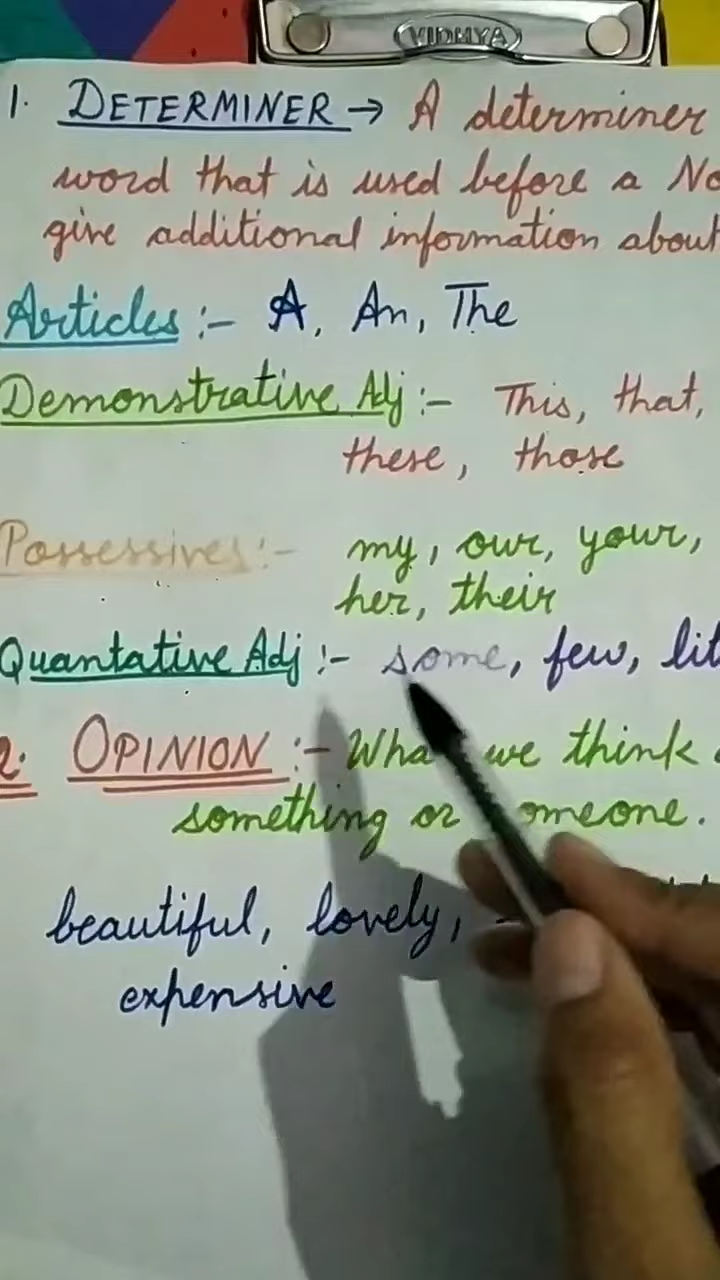 VIDHYA
1. DETERMINER → A determiner
word that is used before a No
give additional information about
Articles :- A, An, The
Demonstrative Adj :- This, that,
these, those
Possessives :- my, our, your,
her, their
Quantative Adj :- some, few, lit
2. OPINION :- Wha we think
something or omeone.
beautiful, lovely,
expensive